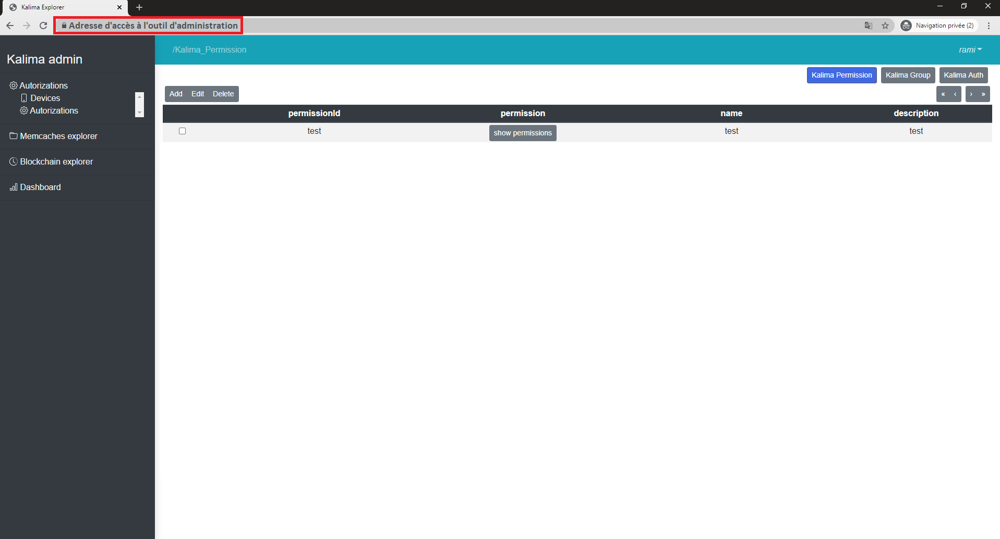 Kalima Explorer
Adresse d'accès à l'outil d'administration
Navigation privée (2)
Kalima admin
Autorizations
Devices
Autorizations
Memcaches explorer
Blockchain explorer
Dashboard
/Kalima_Permission
rami
Kalima Permission Kalima Group Kalima Auth
Add Edit Delete « ‹ › »
permissionId permission name description
test show permissions test test